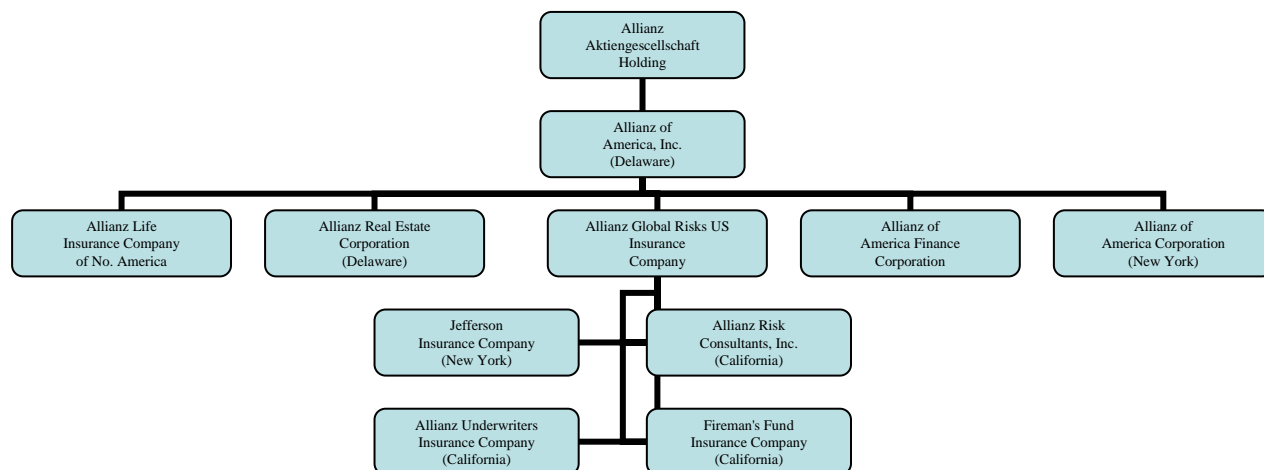 Allianz
Aktiengescellschaft
Holding
Allianz of
America, Inc.
(Delaware)
Allianz Life
Insurance Company
of No. America
Allianz Real Estate
Corporation
(Delaware)
Allianz Global Risks US
Insurance
Company
Allianz of
America Finance
Corporation
Allianz of
America Corporation
(New York)
Jefferson
Insurance Company
(New York)
Allianz Risk
Consultants, Inc.
(California)
Allianz Underwriters
Insurance Company
(California)
Fireman's Fund
Insurance Company
(California)